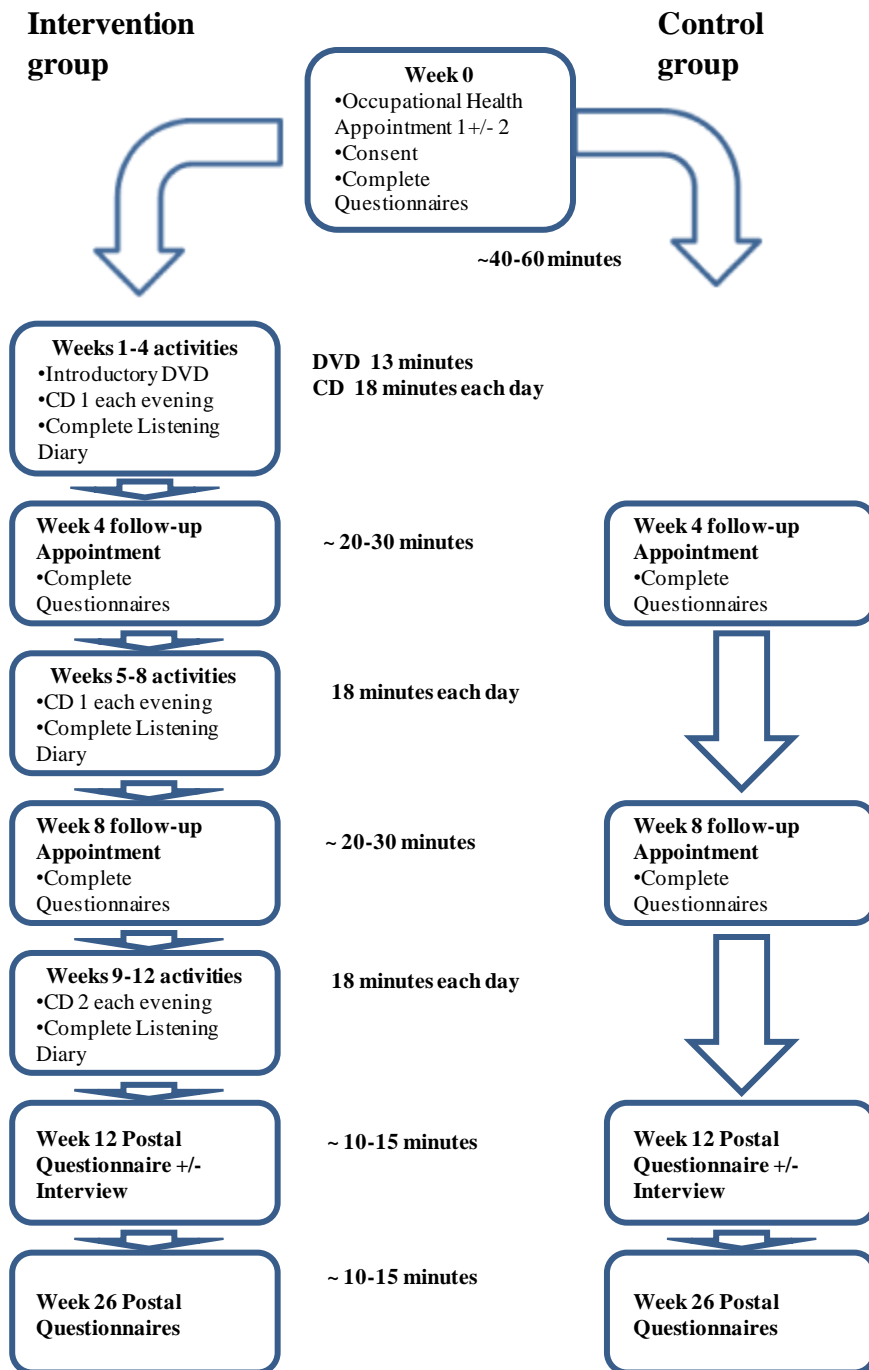 Intervention
group
Control
group
Week 0
•Occupational Health
Appointment 1+/- 2
•Consent
•Complete
Questionnaires
~40-60 minutes
Weeks 1-4 activities
•Introductory DVD
•CD 1 each evening
•Complete Listening
Diary
DVD 13 minutes
CD 18 minutes each day
Week 4 follow-up
Appointment
•Complete
Questionnaires
~ 20-30 minutes
Week 4 follow-up
Appointment
•Complete
Questionnaires
Weeks 5-8 activities
•CD 1 each evening
•Complete Listening
Diary
18 minutes each day
Week 8 follow-up
Appointment
•Complete
Questionnaires
~ 20-30 minutes
Week 8 follow-up
Appointment
•Complete
Questionnaires
Weeks 9-12 activities
•CD 2 each evening
•Complete Listening
Diary
18 minutes each day
Week 12 Postal
Questionnaire +/-
Interview
~ 10-15 minutes
Week 12 Postal
Questionnaire +/-
Interview
Week 26 Postal
Questionnaires
~ 10-15 minutes
Week 26 Postal
Questionnaires